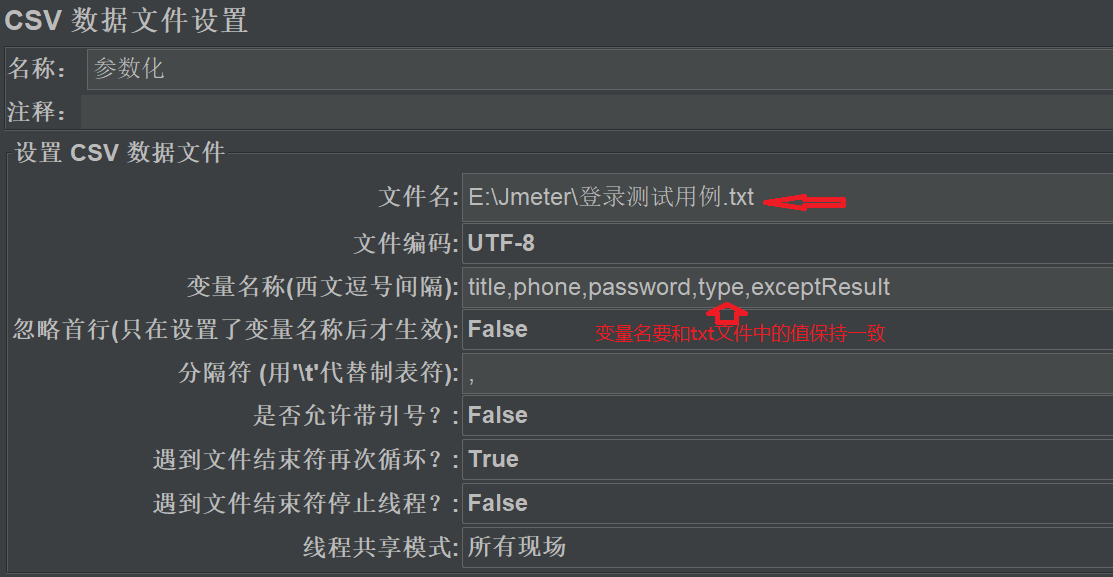 CSV 数据文件设置
名称： 参数化
注释：
设置 CSV 数据文件
文件名: E:\Jmeter\登录测试用例.txt
文件编码: UTF-8
变量名称(西文逗号间隔): title,phone,password,type,exceptResult
忽略首行(只在设置了变量名称后才生效): False
变量名要和txt文件中的值保持一致
分隔符 (用'\t'代替制表符): ,
是否允许带引号？: False
遇到文件结束符再次循环？: True
遇到文件结束符停止线程？: False
线程共享模式: 所有现场